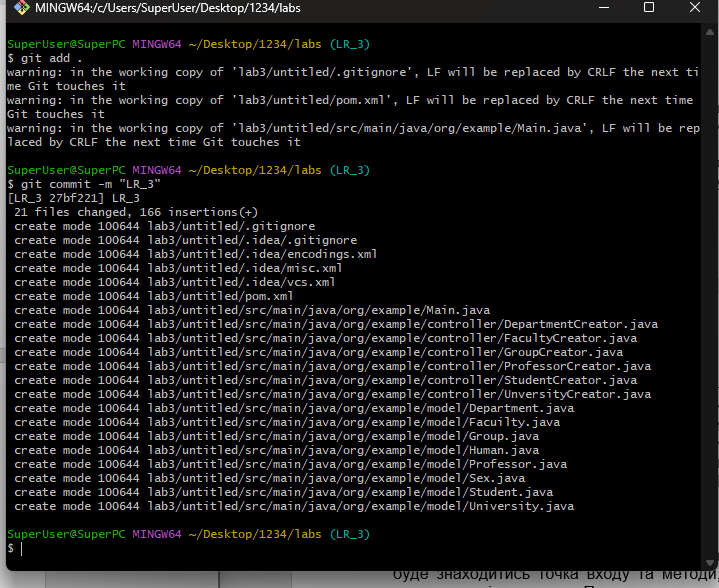 MINGW64:/c/Users/SuperUser/Desktop/1234/labs
SuperUser@SuperPC MINGW64 ~/Desktop/1234/labs (LR_3)
$ git add .
warning: in the working copy of 'lab3/untitled/.gitignore', LF will be replaced by CRLF the next ti
me Git touches it
warning: in the working copy of 'lab3/untitled/pom.xml', LF will be replaced by CRLF the next time
Git touches it
warning: in the working copy of 'lab3/untitled/src/main/java/org/example/Main.java', LF will be rep
laced by CRLF the next time Git touches it
SuperUser@SuperPC MINGW64 ~/Desktop/1234/labs (LR_3)
$ git commit -m "LR_3"
[LR_3 27bf221] LR_3
21 files changed, 166 insertions(+)
create mode 100644 lab3/untitled/.gitignore
create mode 100644 lab3/untitled/.idea/.gitignore
create mode 100644 lab3/untitled/.idea/encodings.xml
create mode 100644 lab3/untitled/.idea/misc.xml
create mode 100644 lab3/untitled/.idea/vcs.xml
create mode 100644 lab3/untitled/pom.xml
create mode 100644 lab3/untitled/src/main/java/org/example/Main.java
create mode 100644 lab3/untitled/src/main/java/org/example/controller/DepartmentCreator.java
create mode 100644 lab3/untitled/src/main/java/org/example/controller/FacultyCreator.java
create mode 100644 lab3/untitled/src/main/java/org/example/controller/GroupCreator.java
create mode 100644 lab3/untitled/src/main/java/org/example/controller/ProfessorCreator.java
create mode 100644 lab3/untitled/src/main/java/org/example/controller/StudentCreator.java
create mode 100644 lab3/untitled/src/main/java/org/example/controller/UnversityCreator.java
create mode 100644 lab3/untitled/src/main/java/org/example/model/Department.java
create mode 100644 lab3/untitled/src/main/java/org/example/model/Facuilty.java
create mode 100644 lab3/untitled/src/main/java/org/example/model/Group.java
create mode 100644 lab3/untitled/src/main/java/org/example/model/Human.java
create mode 100644 lab3/untitled/src/main/java/org/example/model/Professor.java
create mode 100644 lab3/untitled/src/main/java/org/example/model/Sex.java
create mode 100644 lab3/untitled/src/main/java/org/example/model/Student.java
create mode 100644 lab3/untitled/src/main/java/org/example/model/University.java
SuperUser@SuperPC MINGW64 ~/Desktop/1234/labs (LR_3)
$
буде знаходитись точка входу та методи,